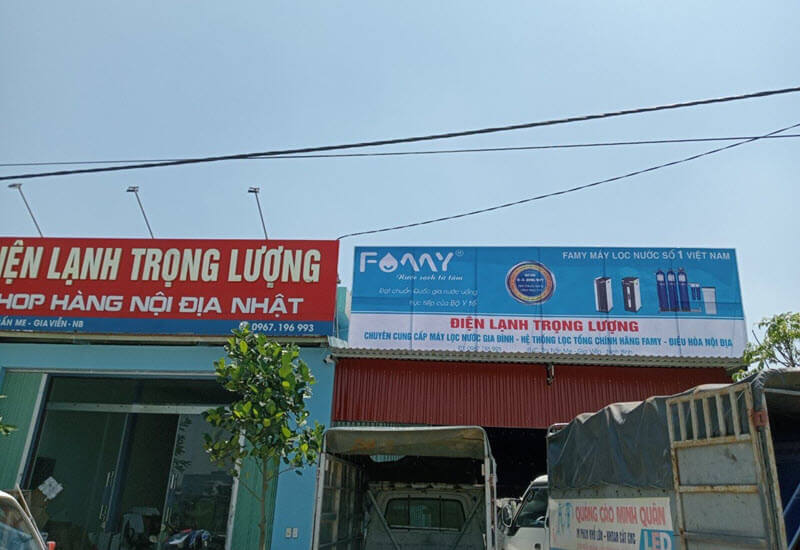 IỆN LẠNH TRỌNG LƯỢNG
HOP HÀNG NỘI ĐỊA NHẬT
ẤN ME - GIA VIỄN - NB
0967.196 993
FAMY®
Nước sạch từ tâm
Đạt chuẩn Quốc gia nước uống
trực tiếp của BỘ Y tế
FAMY MÁY LỌC NƯỚC SỐ 1 VIỆT NAM
ĐIỆN LẠNH TRỌNG LƯỢNG
CHUYÊN CUNG CẤP MÁY LỌC NƯỚC GIA ĐÌNH - HỆ THỐNG LỌC TỔNG CHÍNH HÃNG FAMY - ĐIỀU HÒA NỘI ĐỊA
QUẢNG CÁO MINH QUÂN
LED